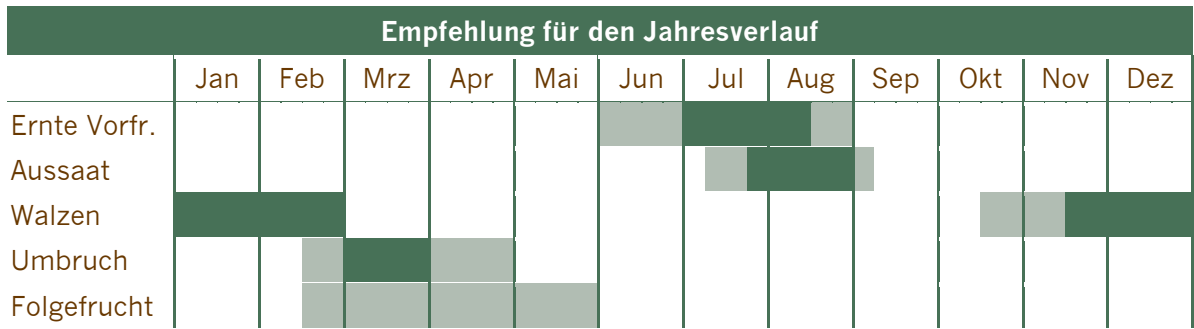 Empfehlung für den Jahresverlauf
Jan Feb Mrz Apr Mai Jun Jul Aug Sep Okt Nov Dez
Ernte Vorfr.
Aussaat
Walzen
Umbruch
Folgefrucht